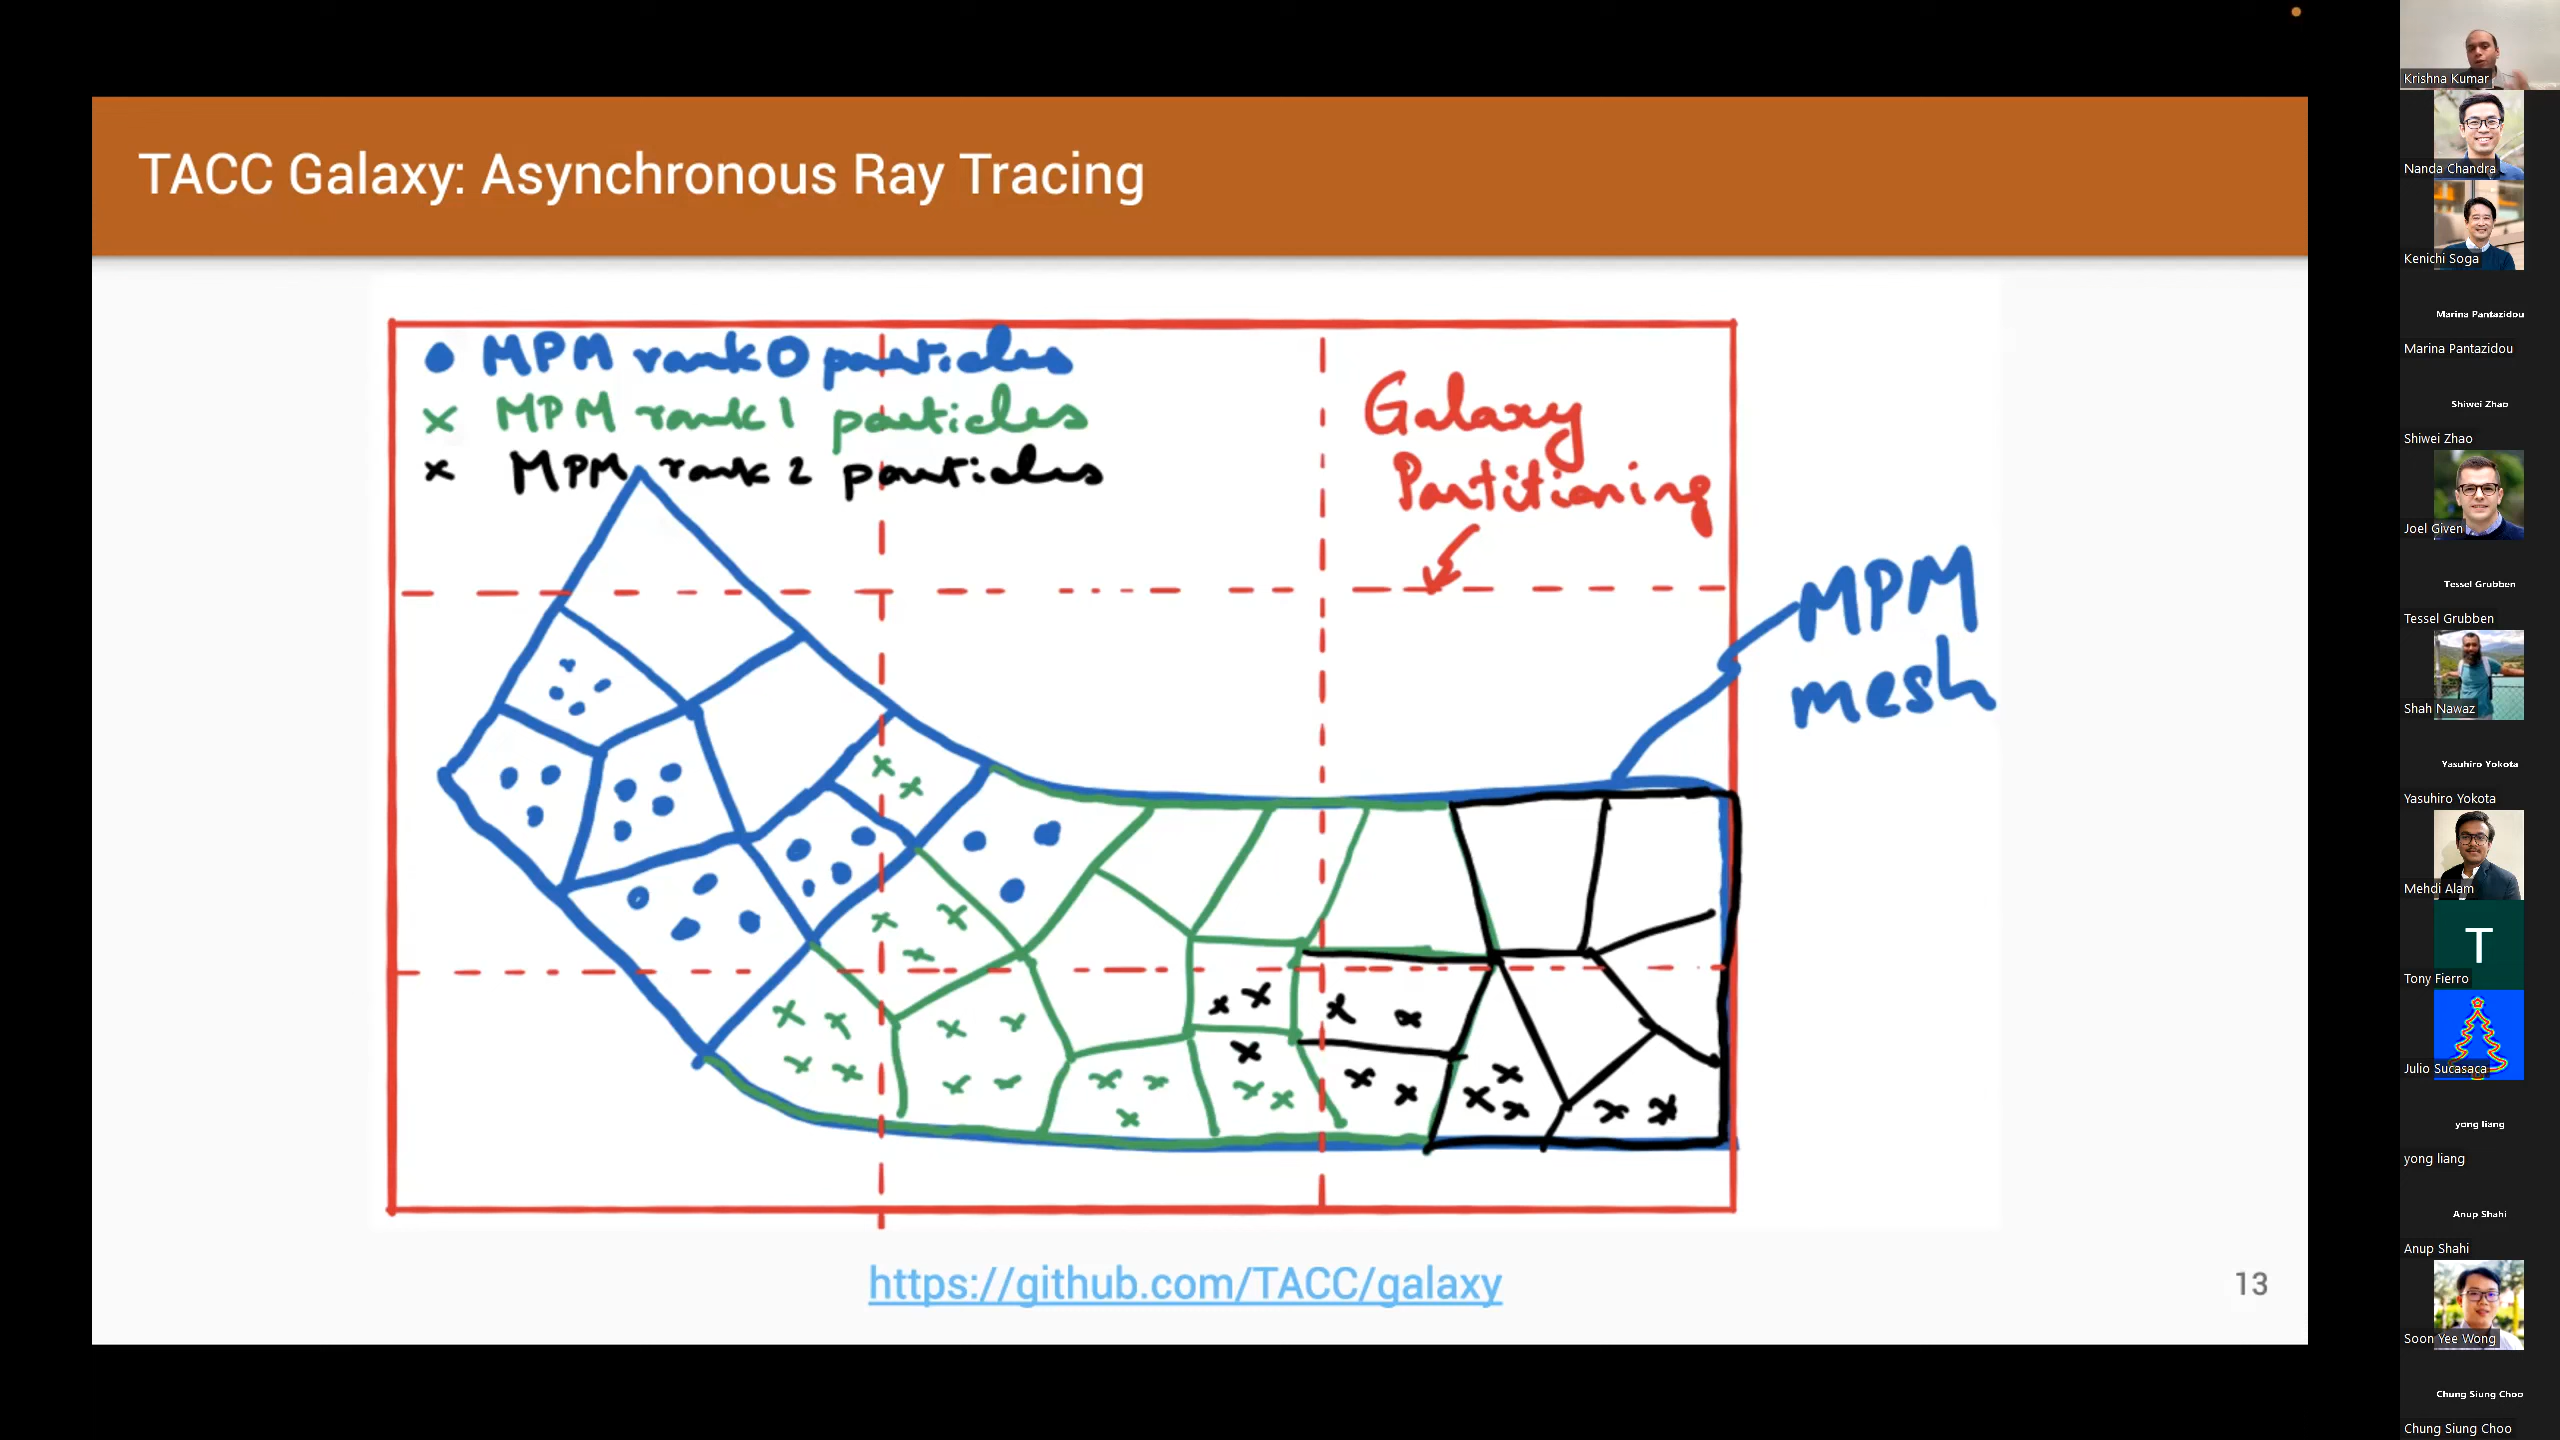 TACC Galaxy: Asynchronous Ray Tracing
MPM rank 0 particles
MPM rank 1 particles
MPM rank 2 particles
Galaxy
Partitioning
MPM
mesh
https://github.com/TACC/galaxy
13
Krishna Kumar
Nanda Chandra
Kenichi Soga
Marina Pantazidou
Marina Pantazidou
Shiwei Zhao
Shiwei Zhao
Joel Given
Tessel Grubben
Tessel Grubben
Shah Nawaz
Yasuhiro Yokota
Yasuhiro Yokota
Mehdi Alam
T
Tony Fierro
Julio Sucasaca
yong liang
yong liang
Anup Shahi
Anup Shahi
Soon Yee Wong
Chung Siung Choo
Chung Siung Choo